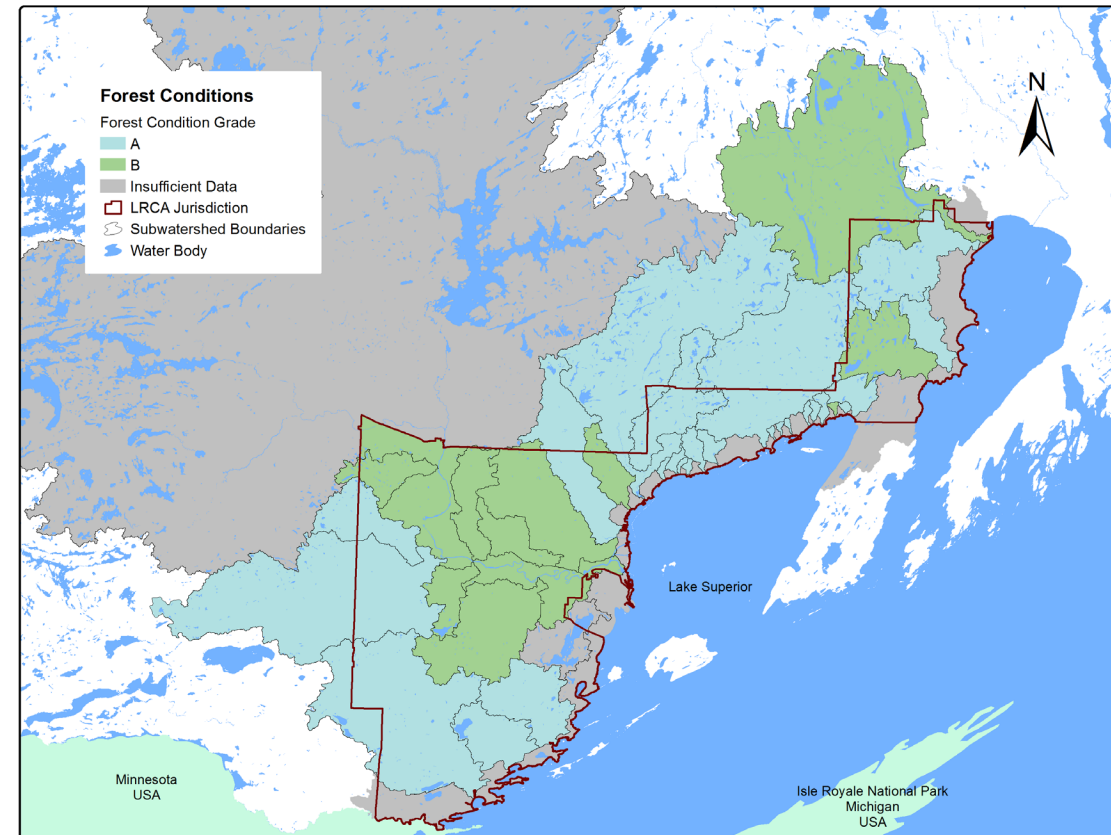 Forest Conditions
Forest Condition Grade
A
B
Insufficient Data
LRCA Jurisdiction
Subwatershed Boundaries
Water Body
N
Lake Superior
Minnesota
USA
Isle Royale National Park
Michigan
USA